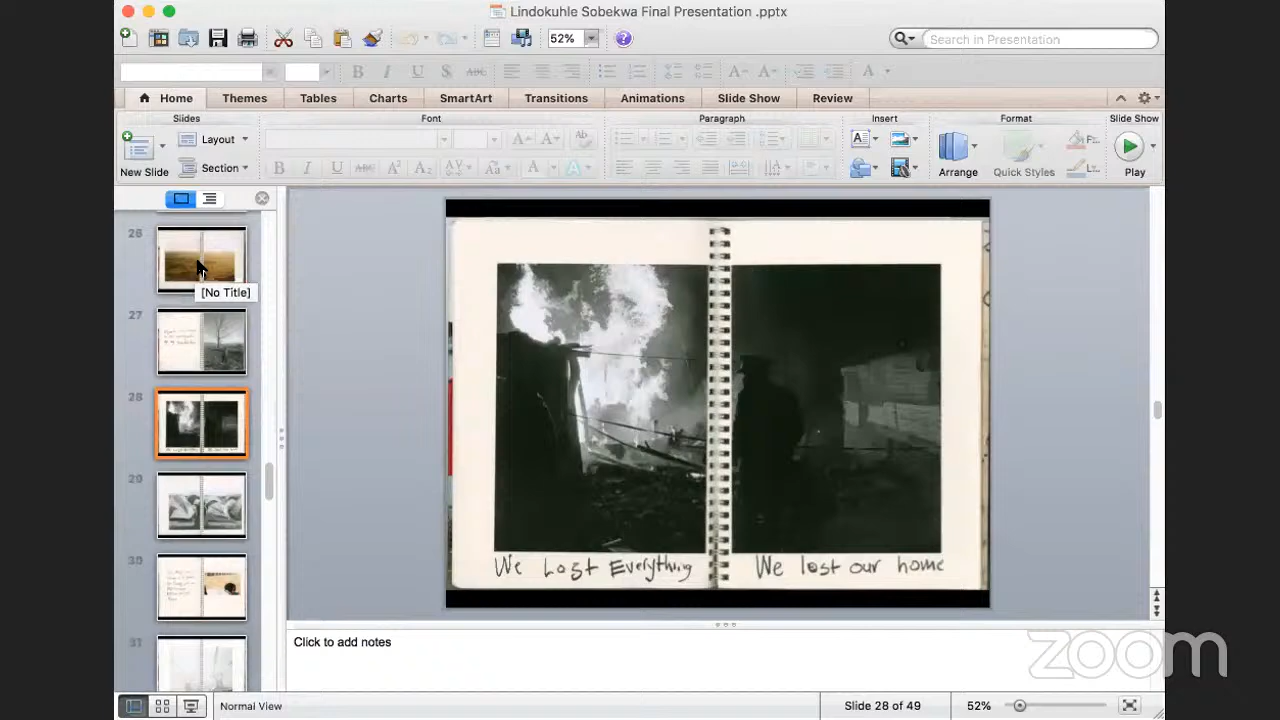 Lindokuhle Sobekwa Final Presentation .pptx
52%
Search in Presentation
Home
Themes
Tables
Charts
SmartArt
Transitions
Animations
Slide Show
Review
Slides
Font
Paragraph
Insert
Format
Slide Show
New Slide
Layout
Section
Arrange
Quick Styles
Play
26
[No Title]
27
28
29
30
31
We Lost Everything
We lost our home
Click to add notes
zoom
Normal View
Slide 28 of 49
52%